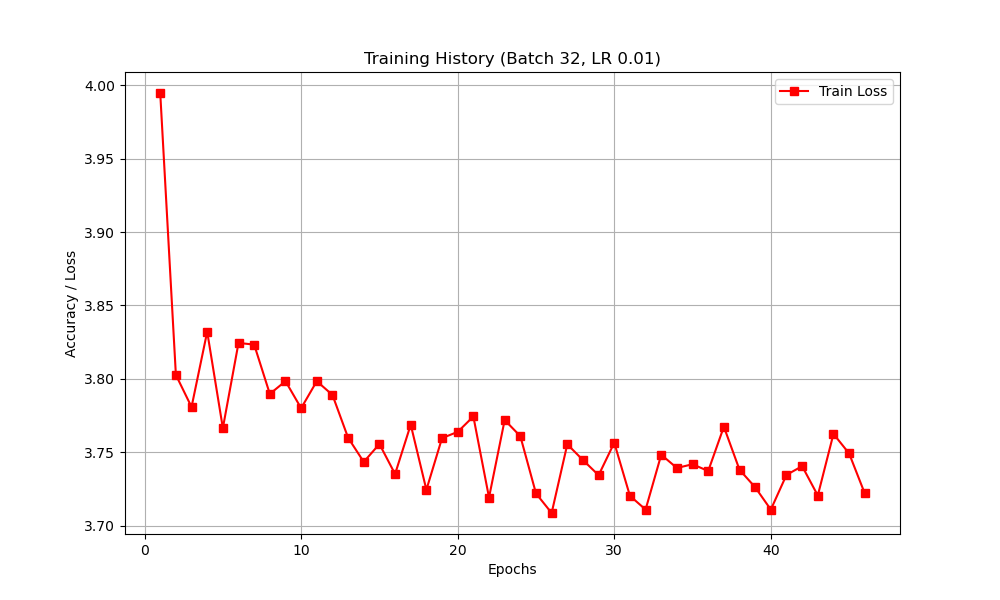 Training History (Batch 32, LR 0.01)
Train Loss
Accuracy / Loss
4.00
3.95
3.90
3.85
3.80
3.75
3.70
0 10 20 30 40
Epochs